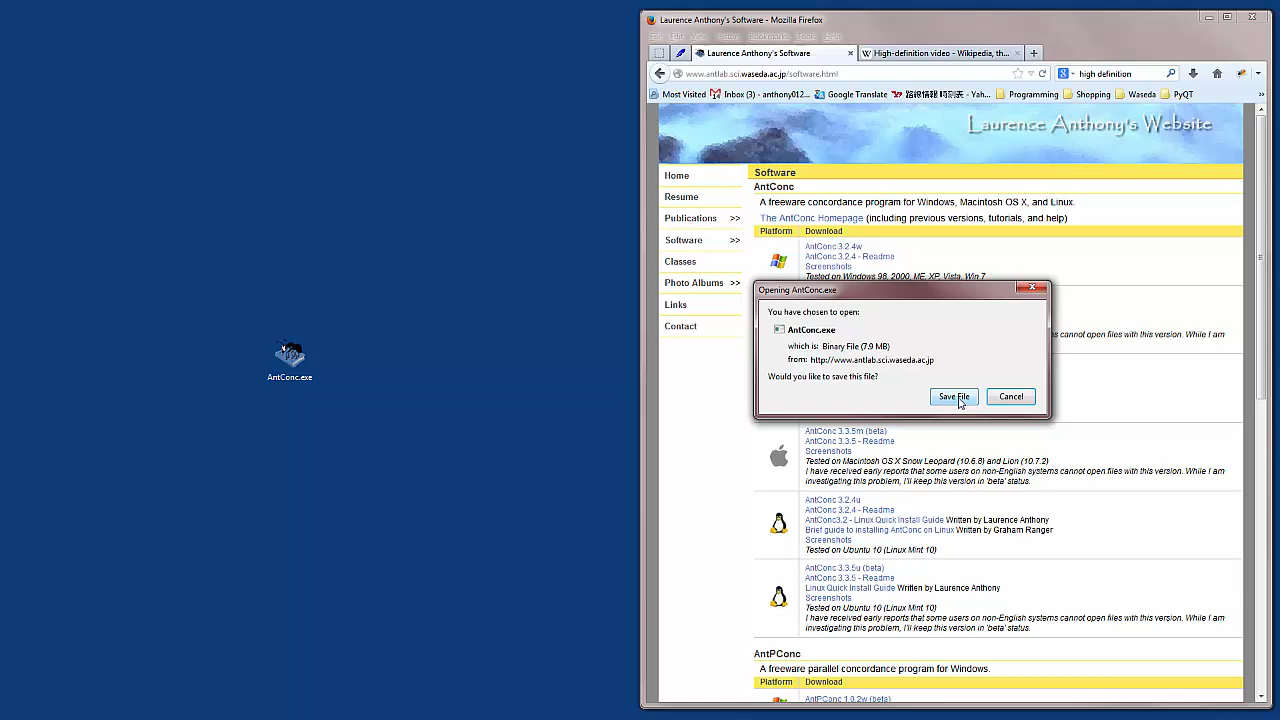 Laurence Anthony's Software - Mozilla Firefox
File Edit View History Bookmarks Tools Help
Laurence Anthony's Software
High-definition video - Wikipedia, th...
www.antlab.sci.waseda.ac.jp/software.html
high definition
Most Visited Inbox (3) - anthony012... Google Translate 路線情報 時刻表 - Yah... Programming Shopping Waseda PyQT
Laurence Anthony's Website
Home
Resume
Publications >>
Software >>
Classes
Photo Albums >>
Links
Contact
Software
AntConc
A freeware concordance program for Windows, Macintosh OS X, and Linux.
The AntConc Homepage (including previous versions, tutorials, and help)
Platform Download
AntConc 3.2.4w
AntConc 3.2.4 - Readme
Screenshots
Tested on Windows 98, 2000, ME, XP, Vista, Win 7
Opening AntConc.exe
You have chosen to open:
AntConc.exe
which is: Binary File (7.9 MB)
from: http://www.antlab.sci.waseda.ac.jp
Would you like to save this file?
Save File
Cancel
cannot open files with this version. While I am
AntConc 3.3.5m (beta)
AntConc 3.3.5 - Readme
Screenshots
Tested on Macintosh OS X Snow Leopard (10.6.8) and Lion (10.7.2)
I have received early reports that some users on non-English systems cannot open files with this version. While I am
investigating this problem, I'll keep this version in 'beta' status.
AntConc 3.2.4u
AntConc 3.2.4 - Readme
AntConc3.2 - Linux Quick Install Guide Written by Laurence Anthony
Brief guide to installing AntConc on Linux Written by Graham Ranger
Screenshots
Tested on Ubuntu 10 (Linux Mint 10)
AntConc 3.3.5u (beta)
AntConc 3.3.5 - Readme
Linux Quick Install Guide Written by Laurence Anthony
Screenshots
Tested on Ubuntu 10 (Linux Mint 10)
I have received early reports that some users on non-English systems cannot open files with this version. While I am
investigating this problem, I'll keep this version in 'beta' status.
AntPConc
A freeware parallel concordance program for Windows.
Platform Download
AntPConc 1.0.2w (beta)
AntConc.exe